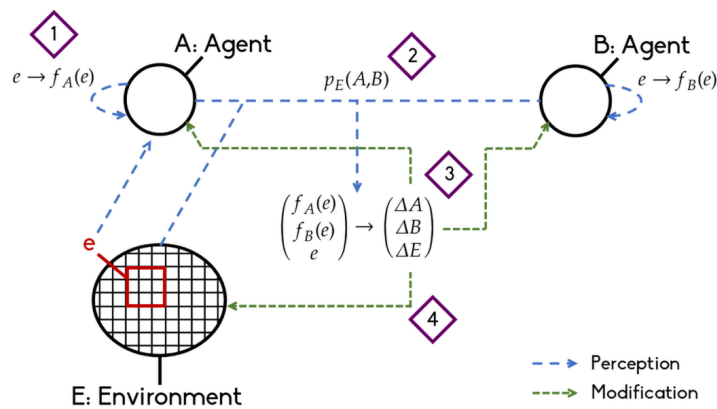 1
A: Agent
2
B: Agent
e → f_A(e)
p_E(A,B)
e → f_B(e)
3
(f_A(e) f_B(e) e) → (ΔA ΔB ΔE)
e
4
E: Environment
Perception
Modification